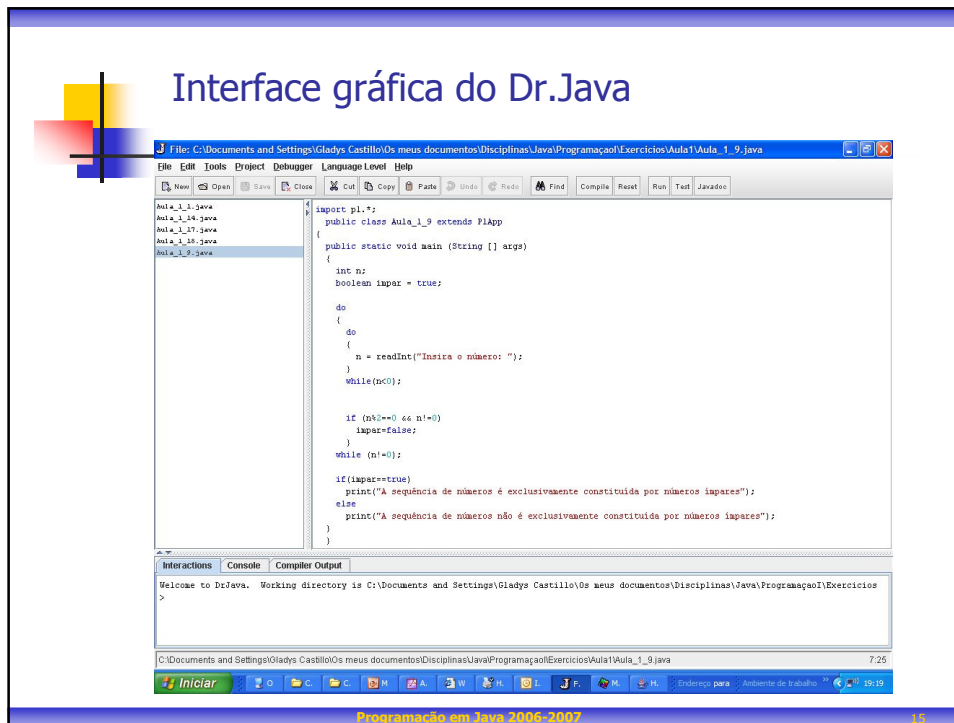 Interface gráfica do Dr.Java
File: C:\Documents and Settings\Gladys Castillo\Os meus documentos\Disciplinas\Java\ProgramaçaoI\Exercicios\Aula1\Aula_1_9.java
File Edit Tools Project Debugger Language Level Help
New Open Save Close Cut Copy Paste Undo Redo Find Compile Reset Run Test Javadoc
Aula_1_1.java
Aula_1_14.java
Aula_1_17.java
Aula_1_18.java
Aula_1_9.java
import p1.*;
public class Aula_1_9 extends P1App
{
public static void main (String [] args)
{
int n;
boolean impar = true;
do
{
do
{
n = readInt("Insira o número: ");
}
while(n<0);
if (n%2==0 && n!=0)
impar=false;
}
while (n!=0);
if(impar==true)
print("A sequência de números é exclusivamente constituída por números ímpares");
else
print("A sequência de números não é exclusivamente constituída por números ímpares");
}
}
Interactions Console Compiler Output
Welcome to DrJava. Working directory is C:\Documents and Settings\Gladys Castillo\Os meus documentos\Disciplinas\Java\ProgramaçaoI\Exercicios
>
C:\Documents and Settings\Gladys Castillo\Os meus documentos\Disciplinas\Java\ProgramaçaoI\Exercicios\Aula1\Aula_1_9.java 7:25
Iniciar O C. C. M A. W H. I. F. M. H. Endereço para Ambiente de trabalho » 19:19
Programação em Java 2006-2007 15